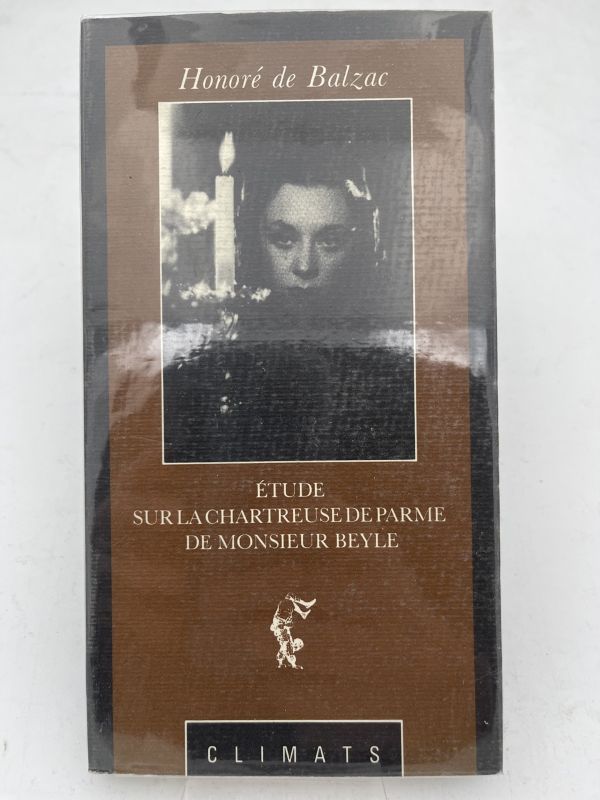 Honoré de Balzac
ÉTUDE
SUR LA CHARTREUSE DE PARME
DE MONSIEUR BEYLE
CLIMATS